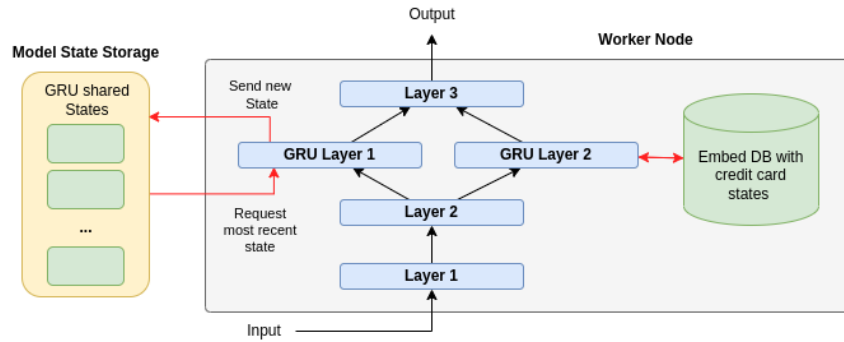 Output
Model State Storage
Worker Node
GRU shared
States
Send new
State
Layer 3
GRU Layer 1
GRU Layer 2
Embed DB with
credit card
states
Request
most recent
state
Layer 2
...
Layer 1
Input